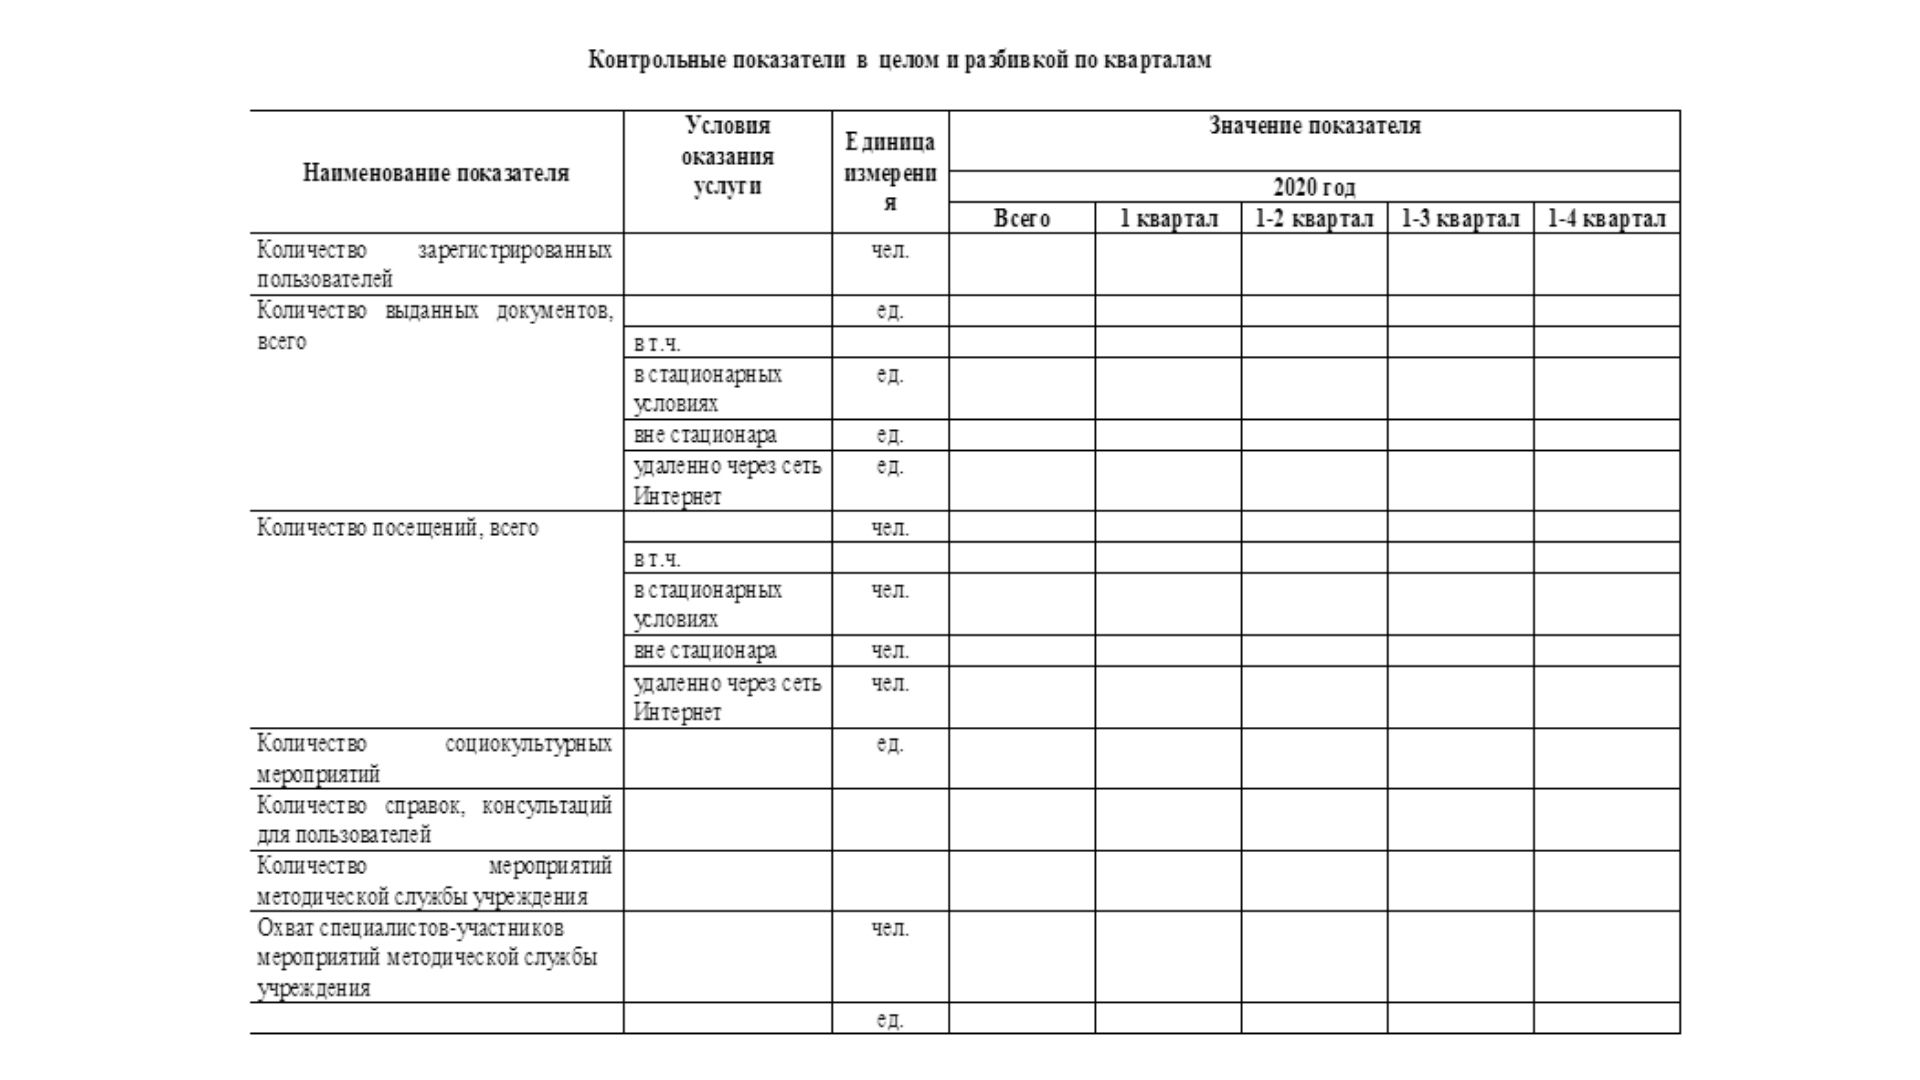 Контрольные показатели в целом и разбивкой по кварталам
Наименование показателя
Условия
оказания
услуги
Единица
измерени
я
Значение показателя
2020 год
Всего 1 квартал 1-2 квартал 1-3 квартал 1-4 квартал
Количество зарегистрированных чел.
пользователей
Количество выданных документов, ед.
всего
в т.ч.
в стационарных ед.
условиях
вне стационара ед.
удаленно через сеть ед.
Интернет
Количество посещений, всего чел.
в т.ч.
в стационарных чел.
условиях
вне стационара чел.
удаленно через сеть чел.
Интернет
Количество социокультурных ед.
мероприятий
Количество справок, консультаций
для пользователей
Количество мероприятий
методической службы учреждения
Охват специалистов-участников чел.
мероприятий методической службы
учреждения
ед.